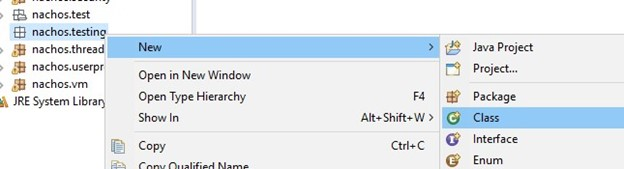 nachos.test
nachos.testing
nachos.thread
nachos.userpr
nachos.vm
JRE System Library
New
Open in New Window
Open Type Hierarchy F4
Show In Alt+Shift+W
Copy Ctrl+C
Copy Qualified Name
Java Project
Project...
Package
Class
Interface
Enum